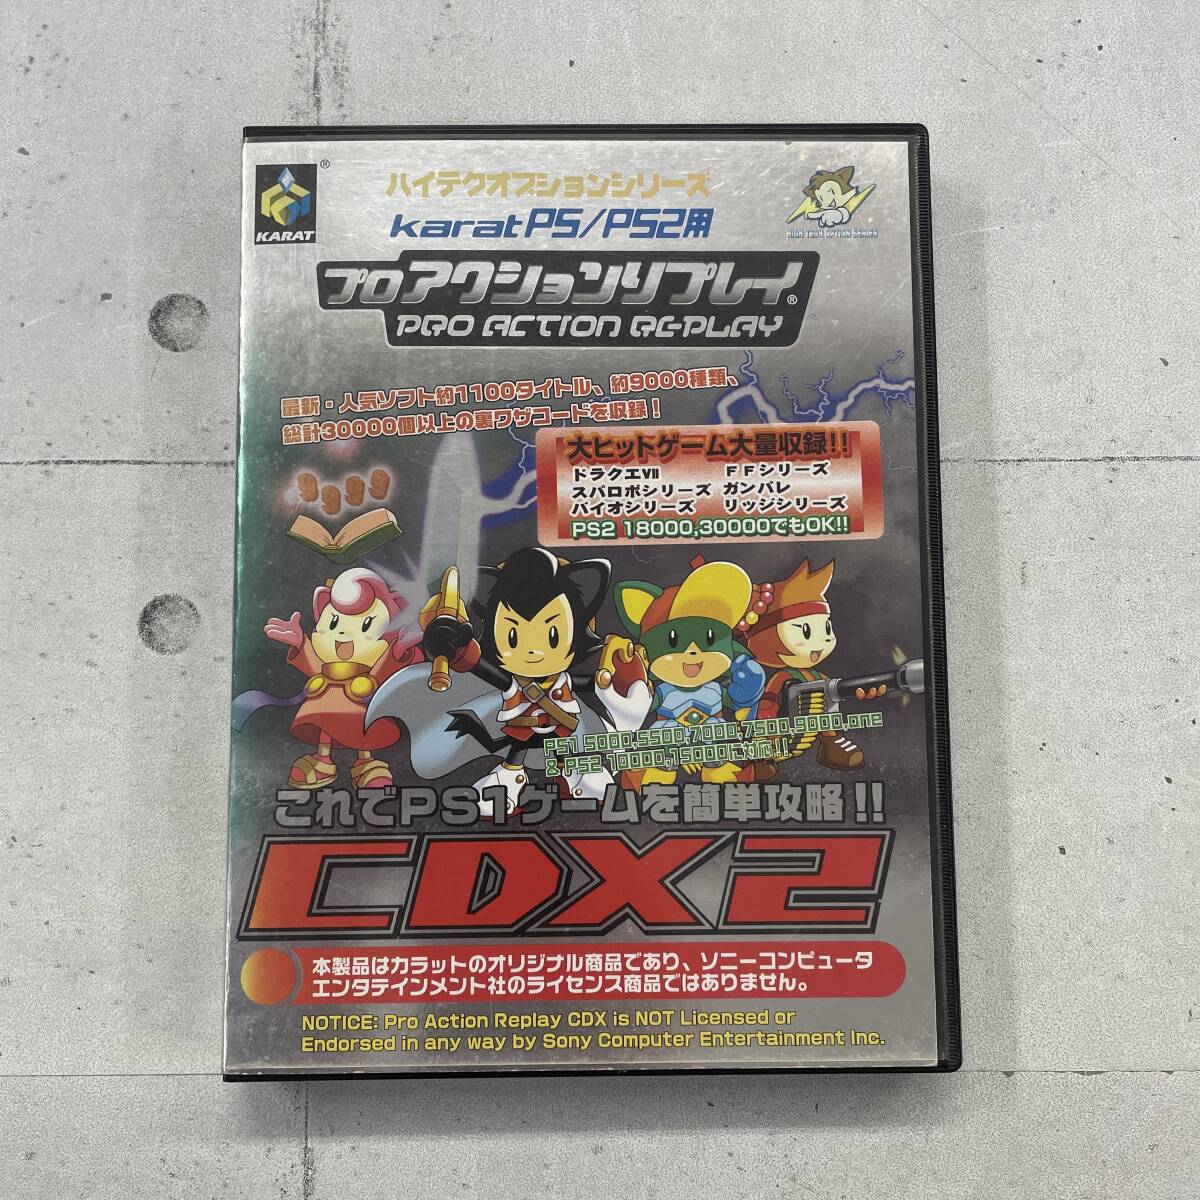 KARAT
®
ハイテクオプションシリーズ
karat PS/PS2用
HIGH TECH OPTION SERIES
プロアクションリプレイ®
PRO ACTION REPLAY
最新・人気ソフト約1100タイトル、約9000種類、
総計30000個以上の裏ワザコードを収録!
大ヒットゲーム大量収録!!
ドラクエⅦ FFシリーズ
スパロボシリーズ ガンパレ
バイオシリーズ リッジシリーズ
PS2 18000,30000でもOK!!
9999
PS1 5000,5500,7000,7500,9000,one
& PS2 10000,15000に対応!!
これでPS1ゲームを簡単攻略!!
CDX2
本製品はカラットのオリジナル商品であり、ソニーコンピュータ
エンタテインメント社のライセンス商品ではありません。
NOTICE: Pro Action Replay CDX is NOT Licensed or
Endorsed in any way by Sony Computer Entertainment Inc.